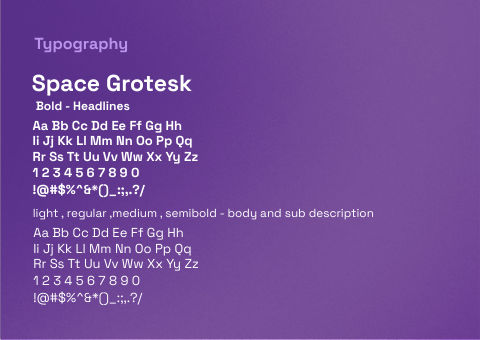 Typography
Space Grotesk
Bold - Headlines
Aa Bb Cc Dd Ee Ff Gg Hh
Ii Jj Kk Ll Mm Nn Oo Pp Qq
Rr Ss Tt Uu Vv Ww Xx Yy Zz
1 2 3 4 5 6 7 8 9 0
!@#$%^&*()_:;,.?/
light , regular ,medium , semibold - body and sub description
Aa Bb Cc Dd Ee Ff Gg Hh
Ii Jj Kk Ll Mm Nn Oo Pp Qq
Rr Ss Tt Uu Vv Ww Xx Yy Zz
1 2 3 4 5 6 7 8 9 0
!@#$%^&*()_:;,.?/